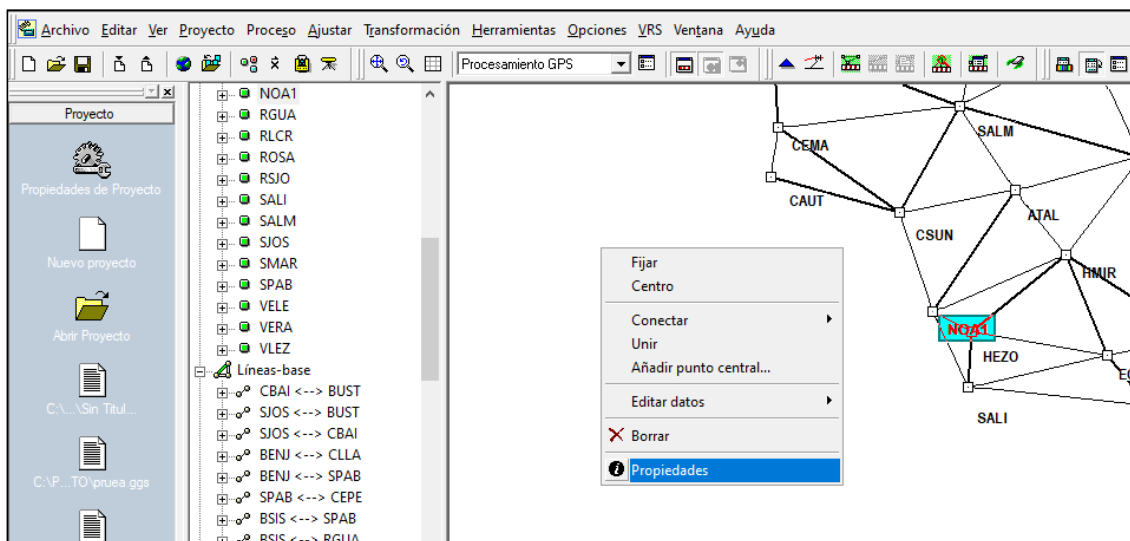 Archivo Editar Ver Proyecto Proceso Ajustar Transformación Herramientas Opciones VRS Ventana Ayuda
Procesamiento GPS
Proyecto
Propiedades de Proyecto
Nuevo proyecto
Abrir Proyecto
C:\...\Sin Titul...
C:\P...TO\pruea.ggs
NOA1
RGUA
RLCR
ROSA
RSJO
SALI
SALM
SJOS
SMAR
SPAB
VELE
VERA
VLEZ
Líneas-base
CBAI <--> BUST
SJOS <--> BUST
SJOS <--> CBAI
BENJ <--> CLLA
BENJ <--> SPAB
SPAB <--> CEPE
BSIS <--> SPAB
BSIS <--> RGUA
Fijar
Centro
Conectar
Unir
Añadir punto central...
Editar datos
Borrar
Propiedades
SALM
CEMA
CAUT
ATAL
CSUN
HMIR
NOA1
HEZO
EC
SALI